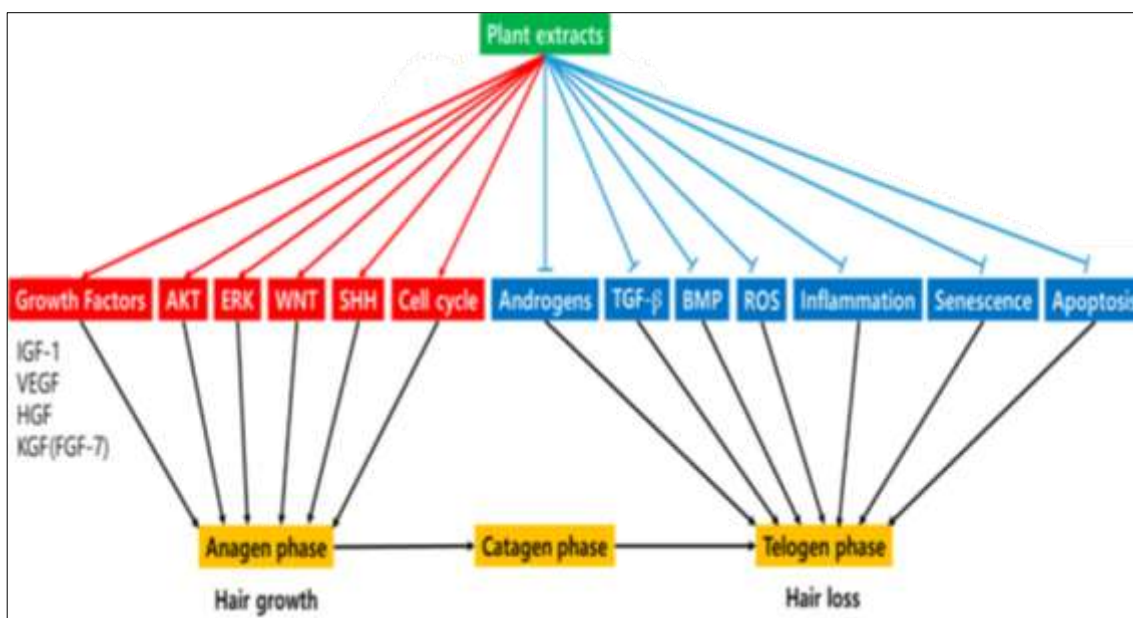 Plant extracts
Growth Factors AKT ERK WNT SHH Cell cycle Androgens TGF-β BMP ROS Inflammation Senescence Apoptosis
IGF-1
VEGF
HGF
KGF(FGF-7)
Anagen phase Catagen phase Telogen phase
Hair growth Hair loss